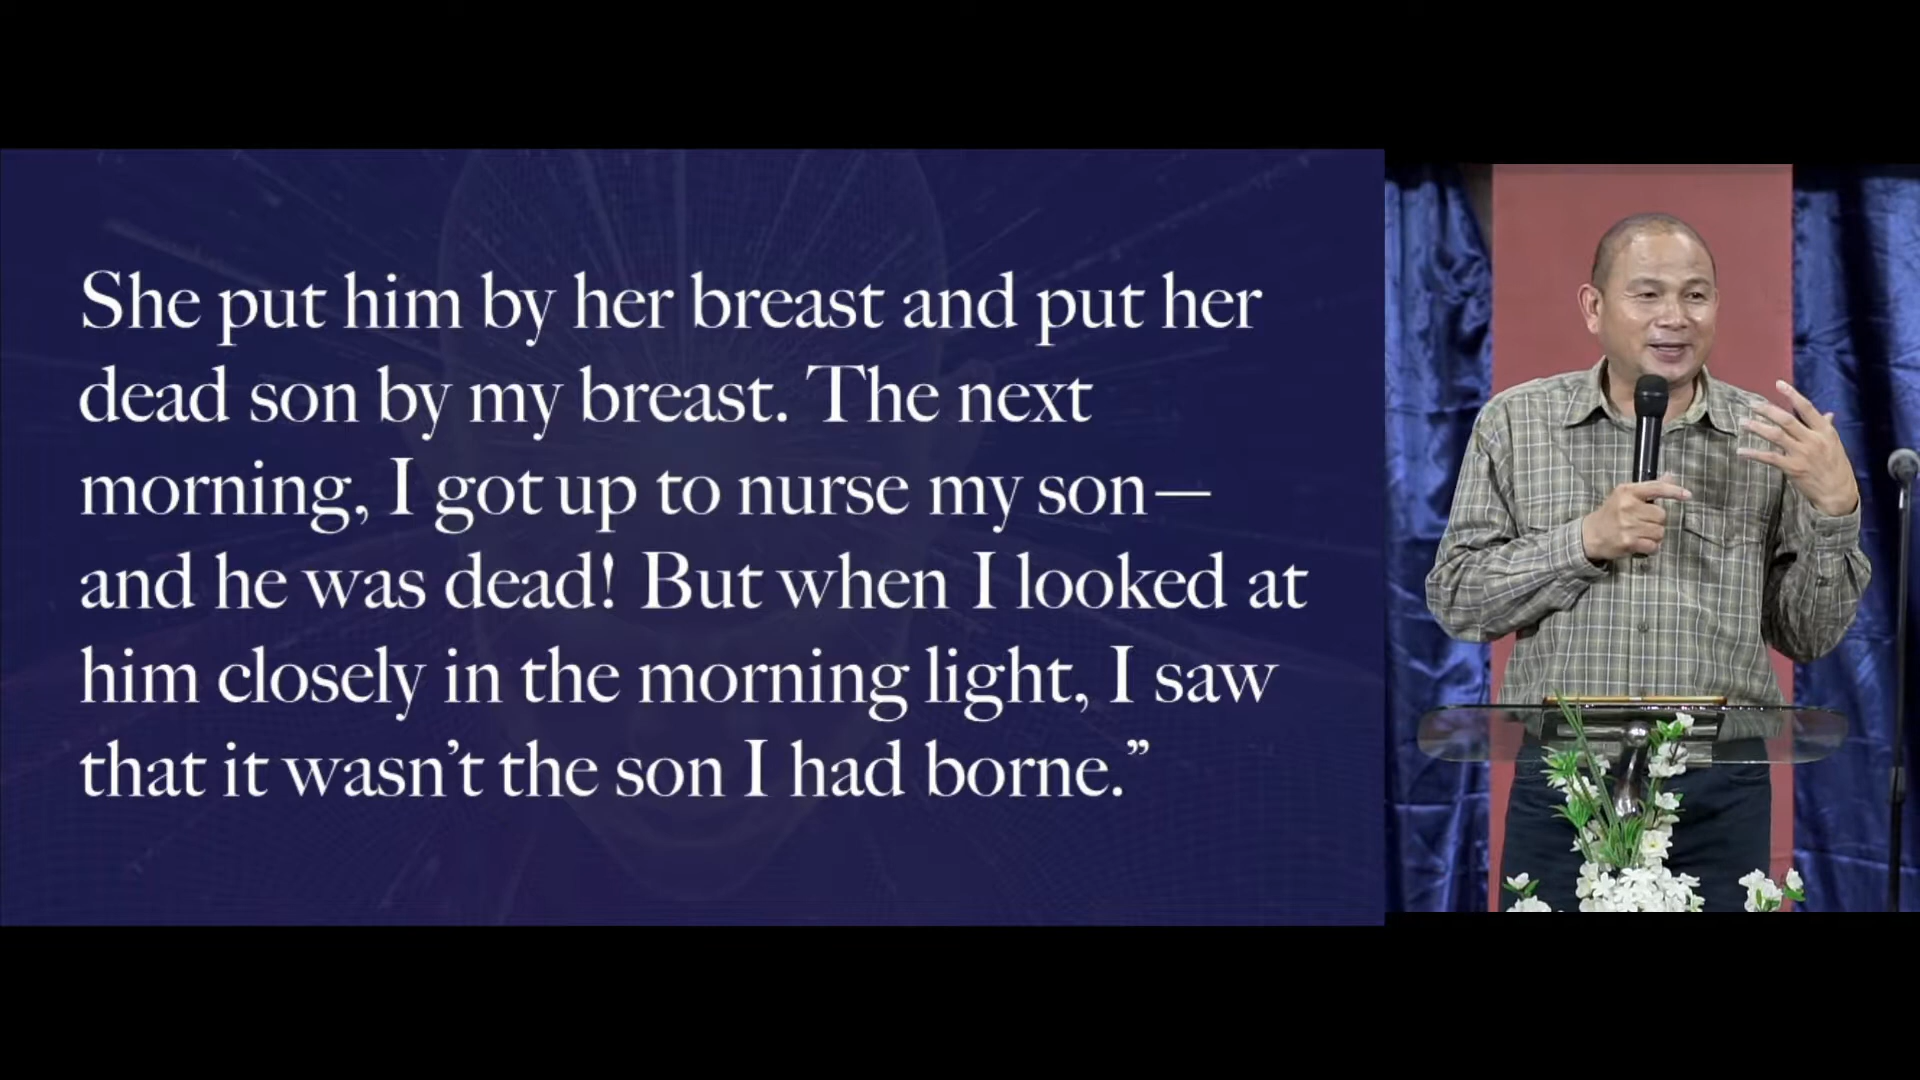 She put him by her breast and put her
dead son by my breast. The next
morning, I got up to nurse my son—
and he was dead! But when I looked at
him closely in the morning light, I saw
that it wasn’t the son I had borne.”